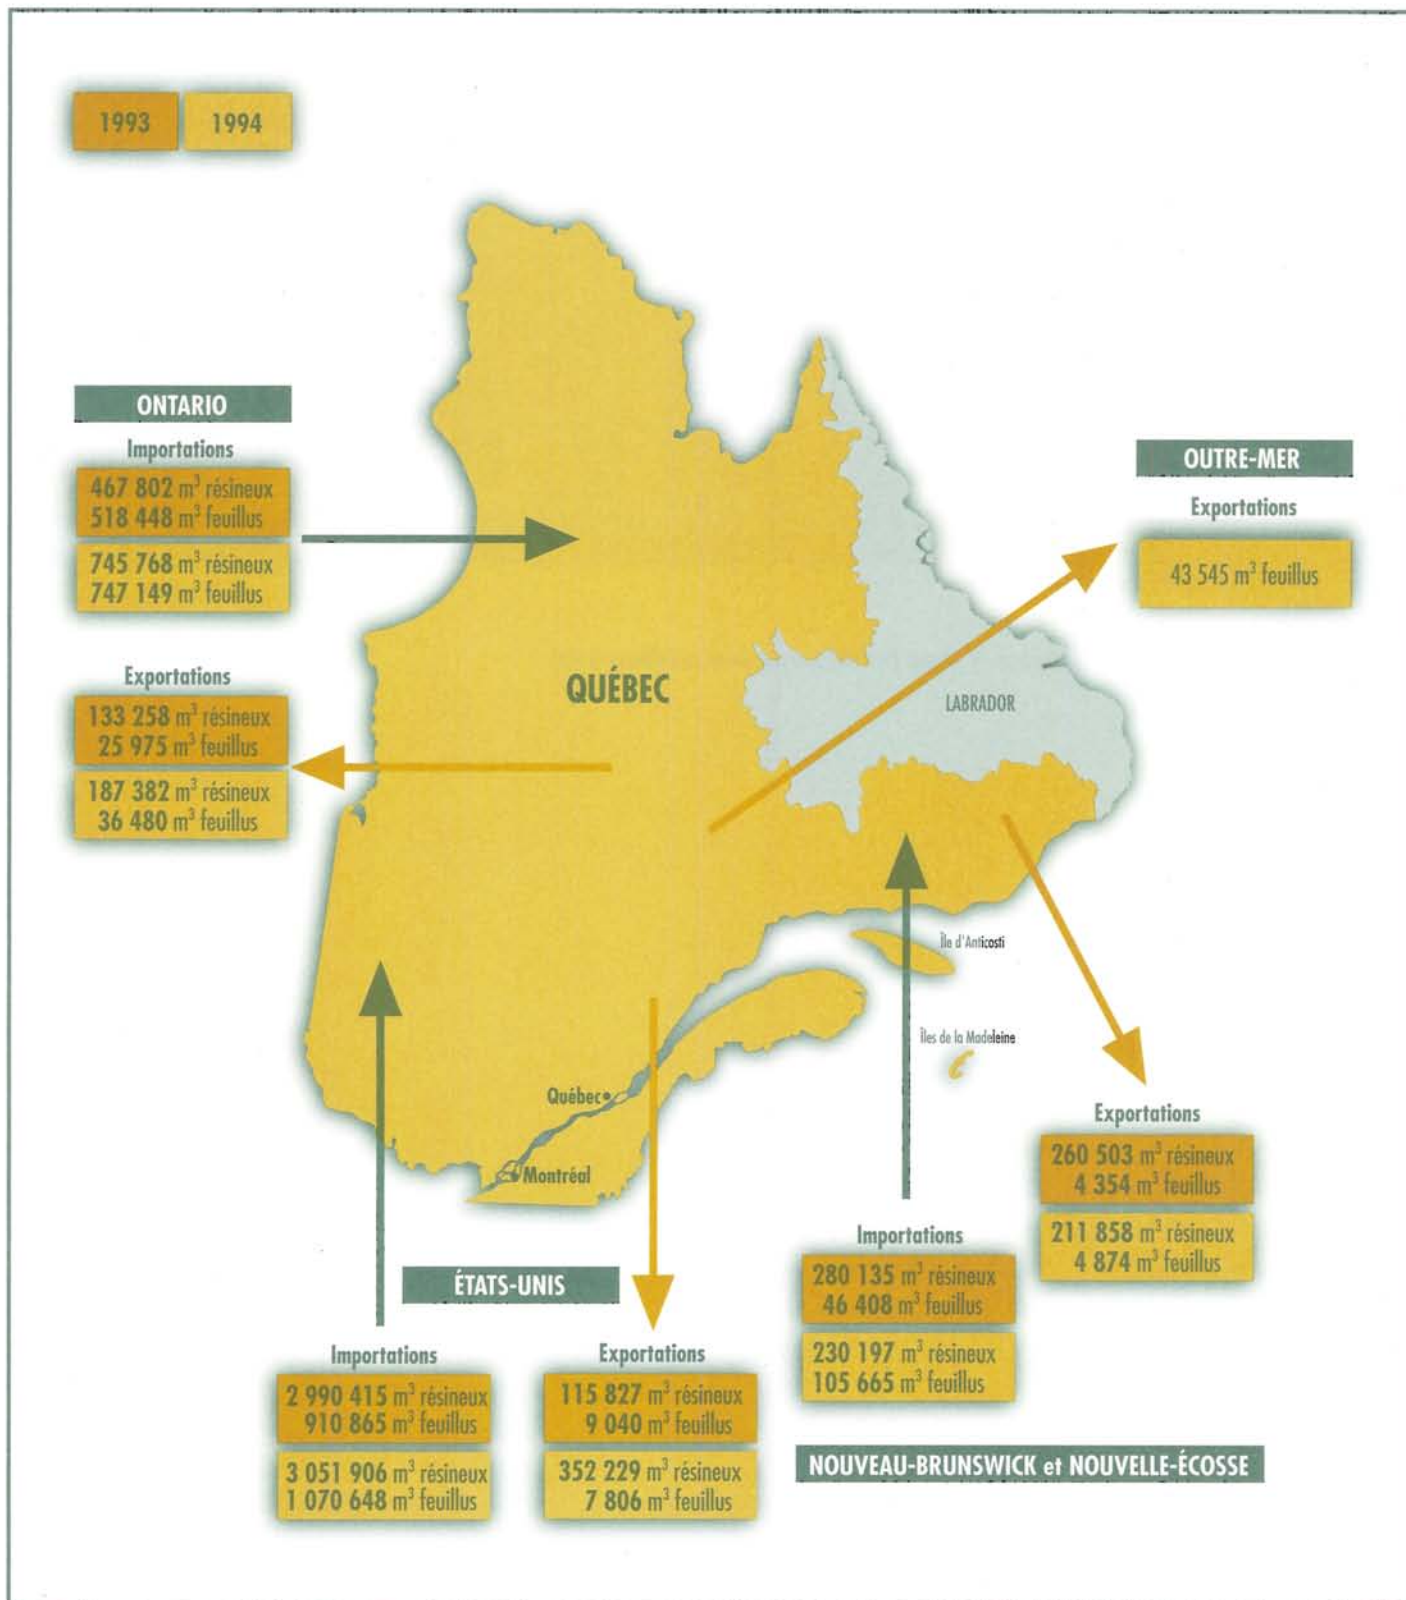 1993
1994
ONTARIO
Importations
467 802 m³ résineux
518 448 m³ feuillus
745 768 m³ résineux
747 149 m³ feuillus
Exportations
133 258 m³ résineux
25 975 m³ feuillus
187 382 m³ résineux
36 480 m³ feuillus
OUTRE-MER
Exportations
43 545 m³ feuillus
QUÉBEC
LABRADOR
Île d'Anticosti
Îles de la Madeleine
Québec
Montréal
ÉTATS-UNIS
Importations
2 990 415 m³ résineux
910 865 m³ feuillus
3 051 906 m³ résineux
1 070 648 m³ feuillus
Exportations
115 827 m³ résineux
9 040 m³ feuillus
352 229 m³ résineux
7 806 m³ feuillus
Importations
280 135 m³ résineux
46 408 m³ feuillus
230 197 m³ résineux
105 665 m³ feuillus
Exportations
260 503 m³ résineux
4 354 m³ feuillus
211 858 m³ résineux
4 874 m³ feuillus
NOUVEAU-BRUNSWICK et NOUVELLE-ÉCOSSE